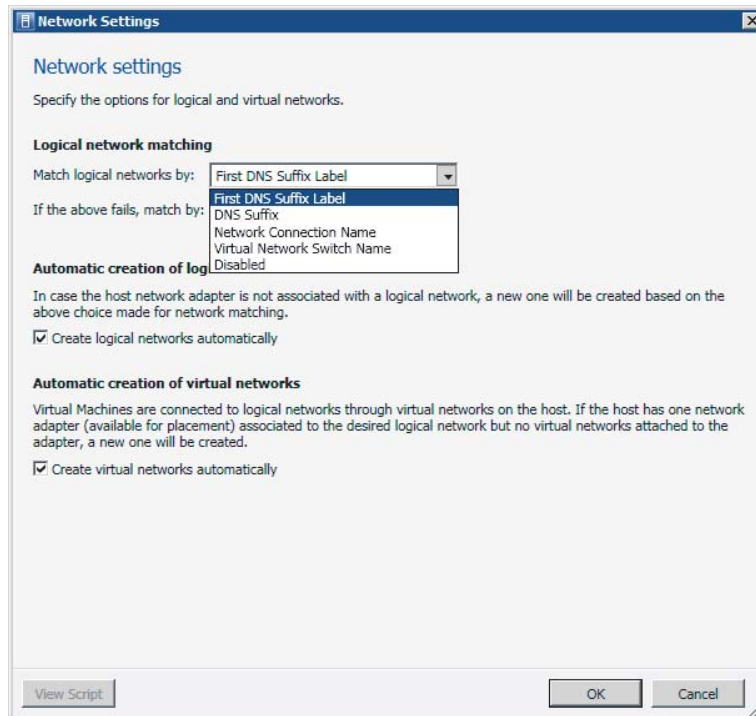 Network Settings
Network settings
Specify the options for logical and virtual networks.
Logical network matching
Match logical networks by: First DNS Suffix Label
First DNS Suffix Label
If the above fails, match by:
DNS Suffix
Network Connection Name
Virtual Network Switch Name
Disabled
Automatic creation of log
In case the host network adapter is not associated with a logical network, a new one will be created based on the
above choice made for network matching.
Create logical networks automatically
Automatic creation of virtual networks
Virtual Machines are connected to logical networks through virtual networks on the host. If the host has one network
adapter (available for placement) associated to the desired logical network but no virtual networks attached to the
adapter, a new one will be created.
Create virtual networks automatically
View Script
OK
Cancel